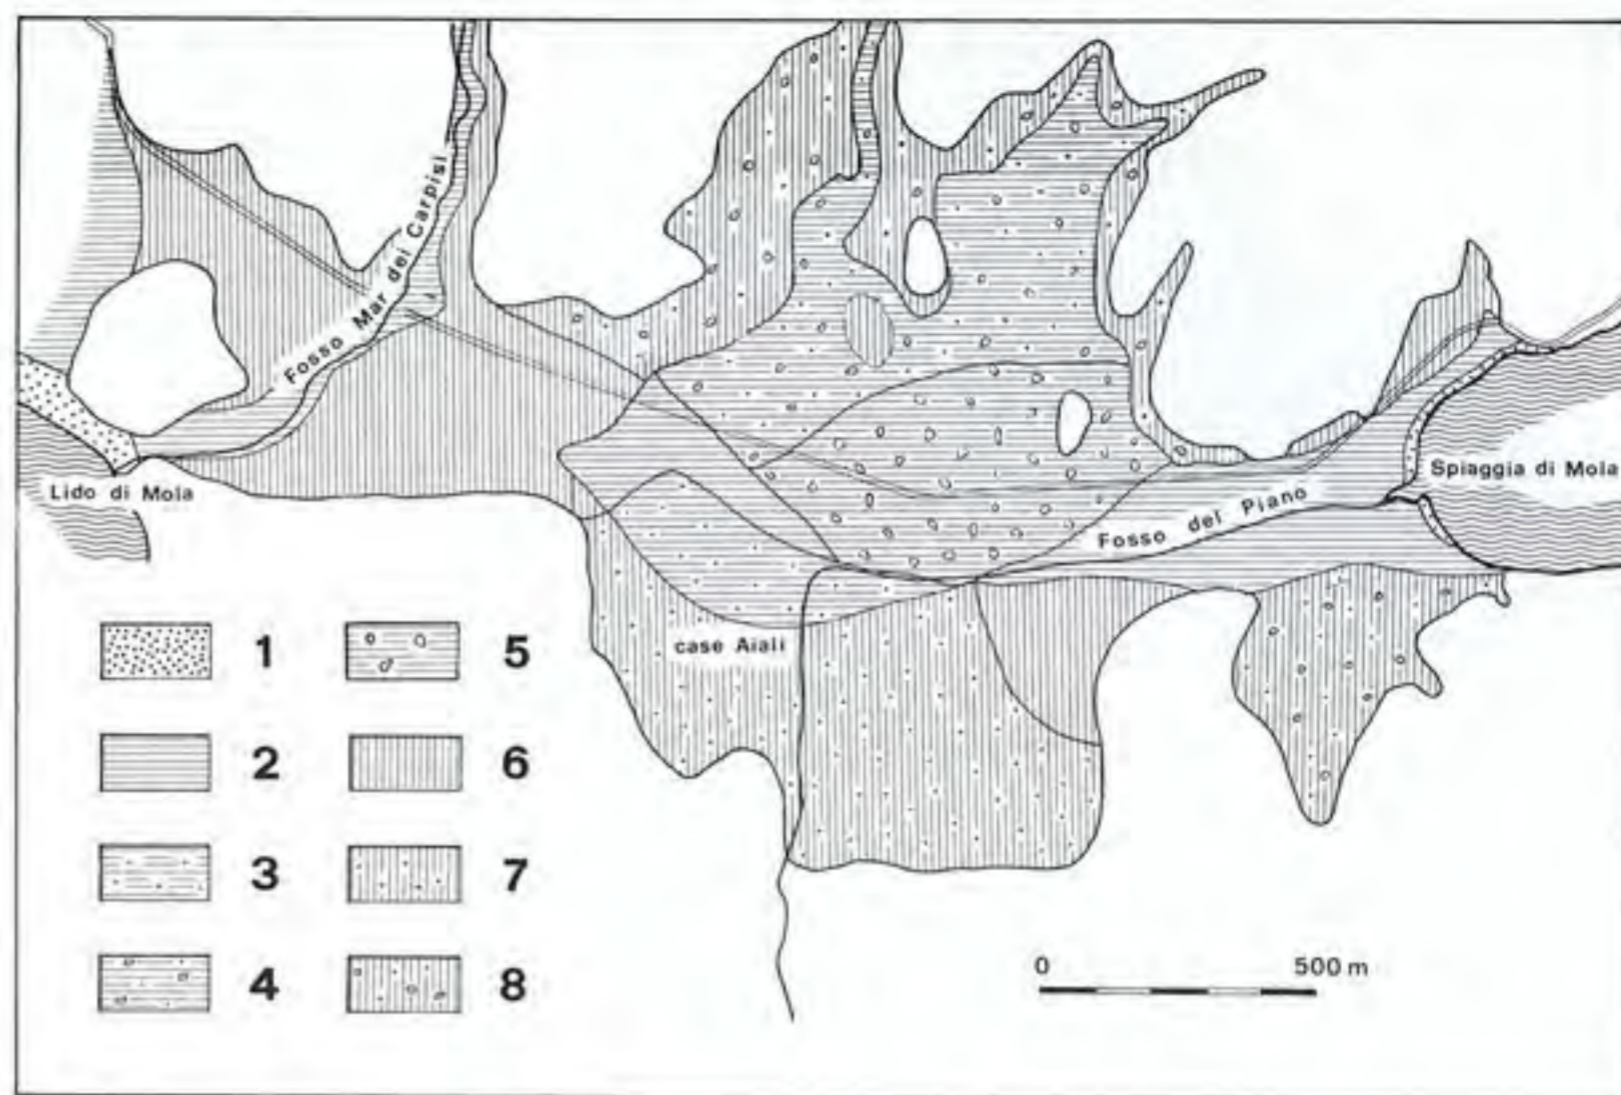 Fosso Mar dei Carpisi
Lido di Mola
Spiaggia di Mola
Fosso del Piano
case Aiali
1
5
2
6
3
7
4
8
0 500 m